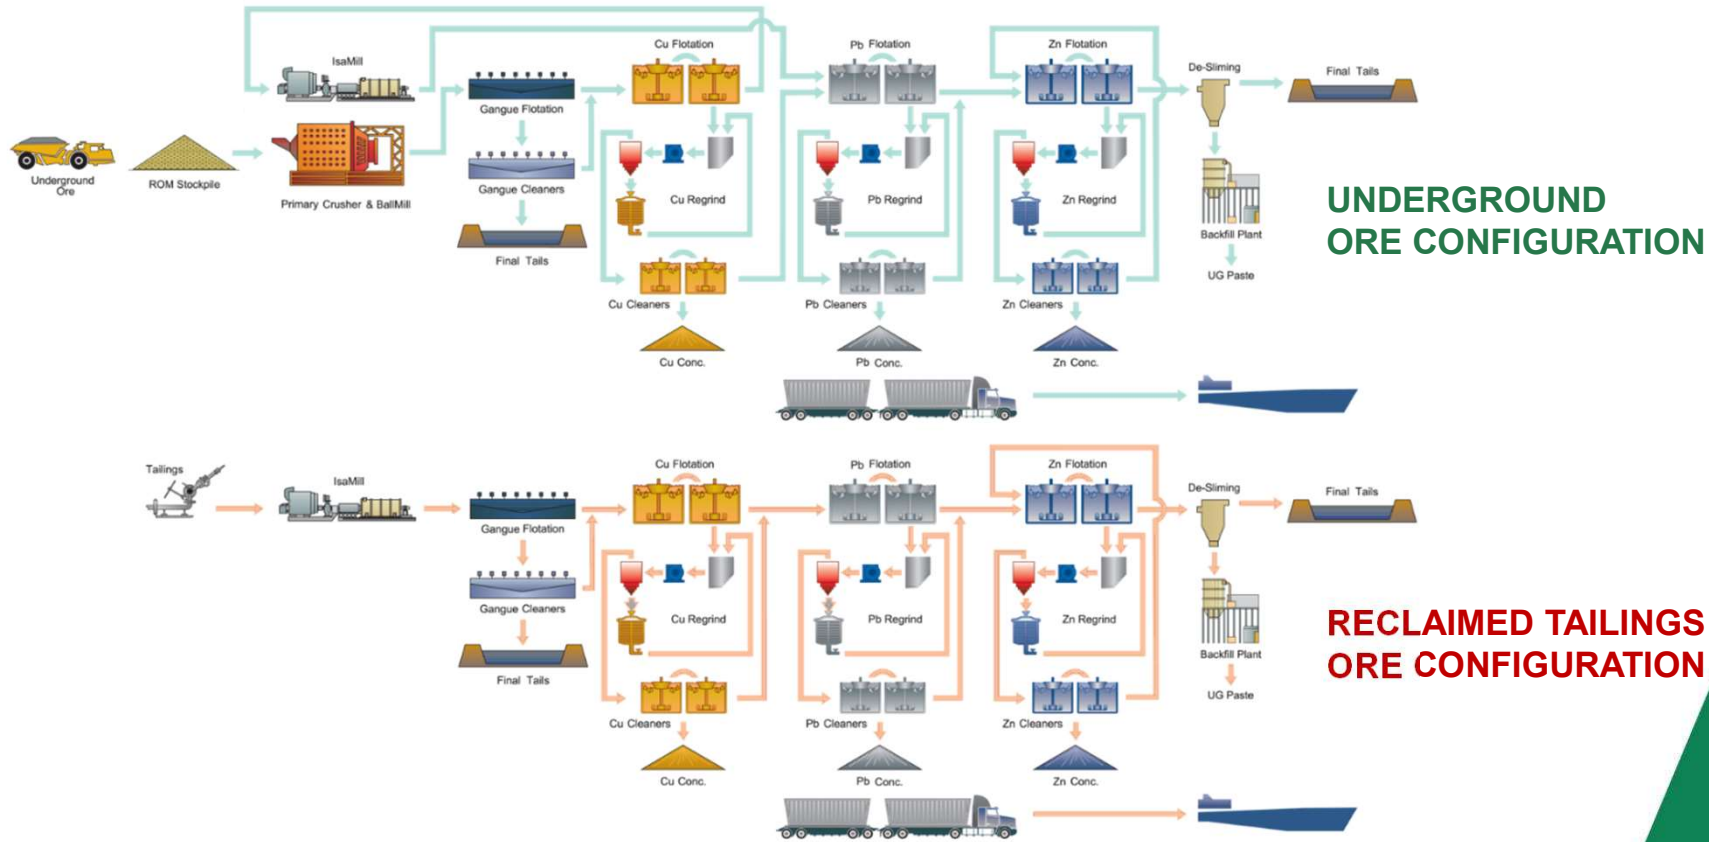 Cu Flotation
Pb Flotation
Zn Flotation
IsaMill
De-Sliming
Final Tails
Gangue Flotation
Underground
Ore
ROM Stockpile
Primary Crusher & BallMill
Gangue Cleaners
Cu Regrind
Pb Regrind
Zn Regrind
Backfill Plant
UNDERGROUND
ORE CONFIGURATION
Final Tails
UG Paste
Cu Cleaners
Pb Cleaners
Zn Cleaners
Cu Conc.
Pb Conc.
Zn Conc.
Tailings
IsaMill
Cu Flotation
Pb Flotation
Zn Flotation
De-Sliming
Final Tails
Gangue Flotation
Gangue Cleaners
Cu Regrind
Pb Regrind
Zn Regrind
Backfill Plant
RECLAIMED TAILINGS
ORE CONFIGURATION
Final Tails
UG Paste
Cu Cleaners
Pb Cleaners
Zn Cleaners
Cu Conc.
Pb Conc.
Zn Conc.